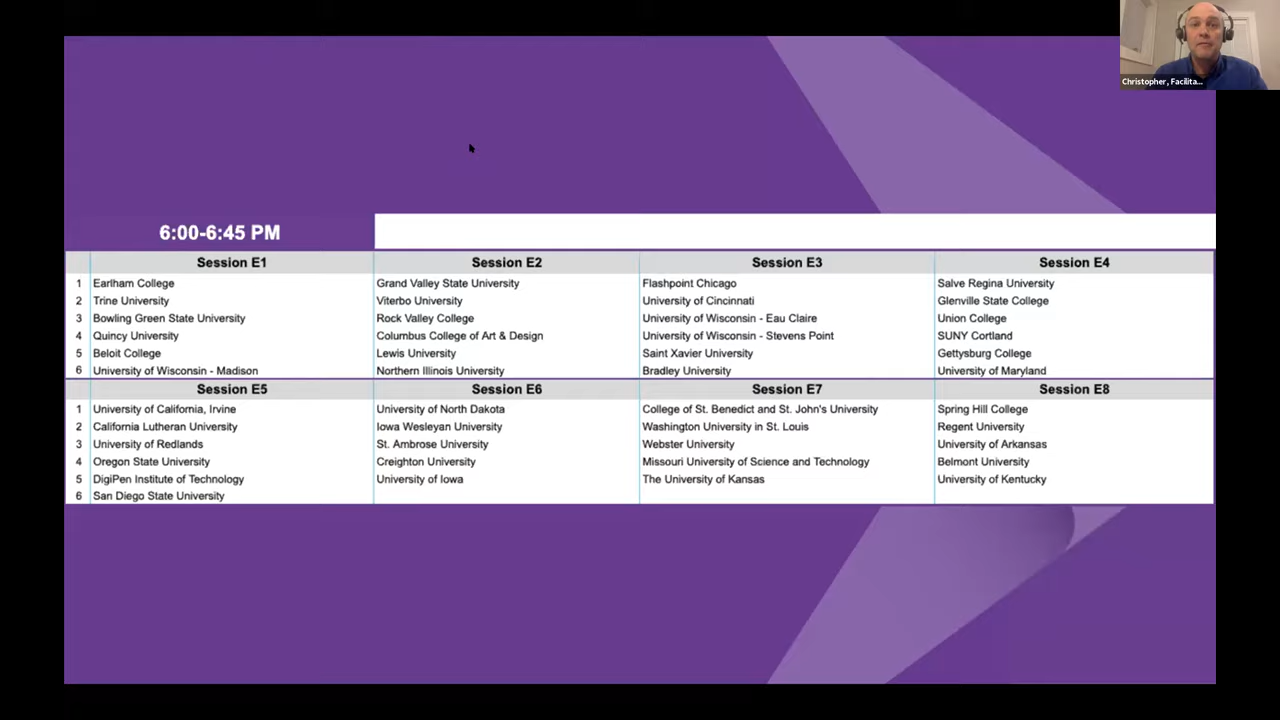 Christopher, Facilita...
6:00-6:45 PM
Session E1 Session E2 Session E3 Session E4
1 Earlham College Grand Valley State University Flashpoint Chicago Salve Regina University
2 Trine University Viterbo University University of Cincinnati Glenville State College
3 Bowling Green State University Rock Valley College University of Wisconsin - Eau Claire Union College
4 Quincy University Columbus College of Art & Design University of Wisconsin - Stevens Point SUNY Cortland
5 Beloit College Lewis University Saint Xavier University Gettysburg College
6 University of Wisconsin - Madison Northern Illinois University Bradley University University of Maryland
Session E5 Session E6 Session E7 Session E8
1 University of California, Irvine University of North Dakota College of St. Benedict and St. John's University Spring Hill College
2 California Lutheran University Iowa Wesleyan University Washington University in St. Louis Regent University
3 University of Redlands St. Ambrose University Webster University University of Arkansas
4 Oregon State University Creighton University Missouri University of Science and Technology Belmont University
5 DigiPen Institute of Technology University of Iowa The University of Kansas University of Kentucky
6 San Diego State University